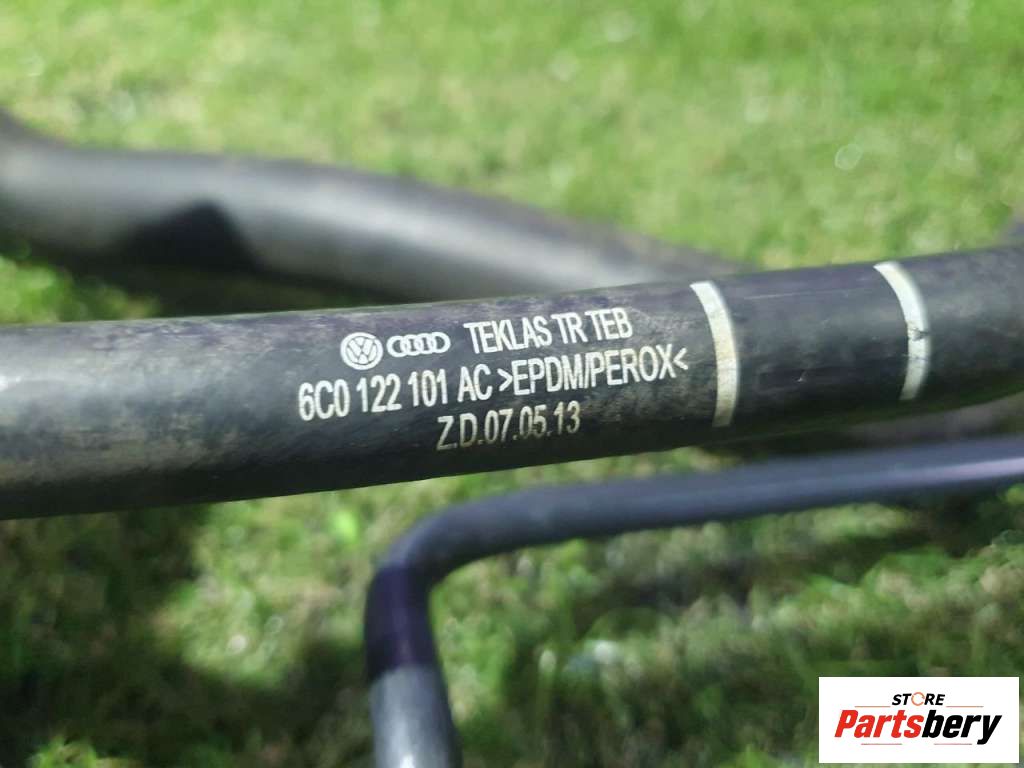 TEKLAS TR TEB
6C0 122 101 AC >EPDM/PEROX<
Z.D.07.05.13
STORE
Partsbery